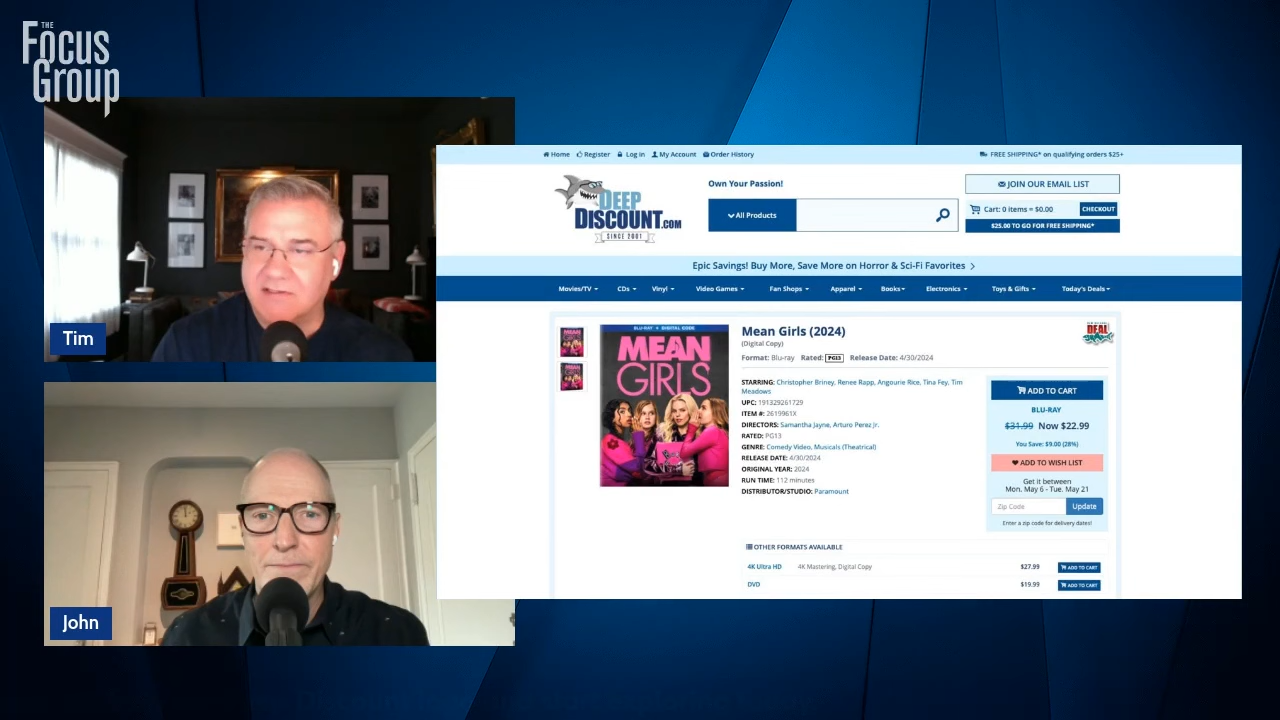 THE
Focus
Group
Tim
John
Home Register Log in My Account Order History
FREE SHIPPING* on qualifying orders $25+
DEEP
DISCOUNT.COM
SINCE 2001
Own Your Passion!
All Products
JOIN OUR EMAIL LIST
Cart: 0 items = $0.00 CHECKOUT
$25.00 TO GO FOR FREE SHIPPING*
Epic Savings! Buy More, Save More on Horror & Sci-Fi Favorites
Movies/TV CDs Vinyl Video Games Fan Shops Apparel Books Electronics Toys & Gifts Today's Deals
BLU-RAY + DIGITAL CODE
MEAN
GIRLS
MEAN
GIRLS
MEAN
GIRLS
Mean Girls (2024)
(Digital Copy)
Format: Blu-ray Rated: PG13 Release Date: 4/30/2024
DEAL
STARRING: Christopher Briney, Renee Rapp, Angourie Rice, Tina Fey, Tim
Meadows
UPC: 191329261729
ITEM #: 2619961X
DIRECTORS: Samantha Jayne, Arturo Perez Jr.
RATED: PG13
GENRE: Comedy Video, Musicals (Theatrical)
RELEASE DATE: 4/30/2024
ORIGINAL YEAR: 2024
RUN TIME: 112 minutes
DISTRIBUTOR/STUDIO: Paramount
ADD TO CART
BLU-RAY
$31.99 Now $22.99
You Save: $9.00 (28%)
ADD TO WISH LIST
Get it between
Mon, May 6 - Tue. May 21
Zip Code Update
Enter a zip code for delivery dates!
OTHER FORMATS AVAILABLE
4K Ultra HD 4K Mastering, Digital Copy $27.99 ADD TO CART
DVD $19.99 ADD TO CART